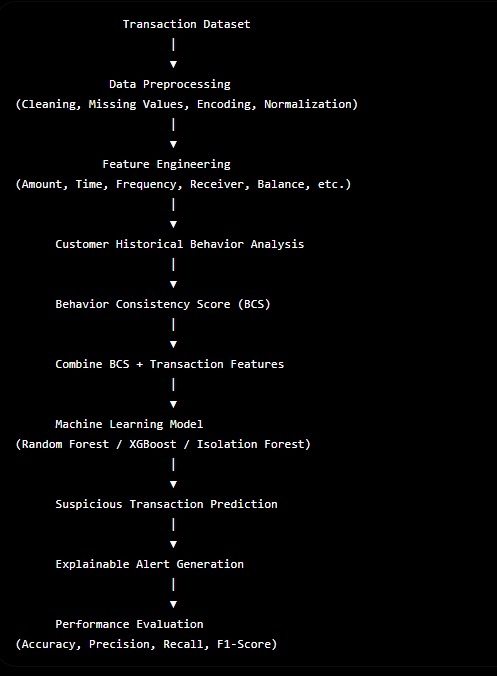 Transaction Dataset
|
▼
Data Preprocessing
(Cleaning, Missing Values, Encoding, Normalization)
|
▼
Feature Engineering
(Amount, Time, Frequency, Receiver, Balance, etc.)
|
▼
Customer Historical Behavior Analysis
|
▼
Behavior Consistency Score (BCS)
|
▼
Combine BCS + Transaction Features
|
▼
Machine Learning Model
(Random Forest / XGBoost / Isolation Forest)
|
▼
Suspicious Transaction Prediction
|
▼
Explainable Alert Generation
|
▼
Performance Evaluation
(Accuracy, Precision, Recall, F1-Score)